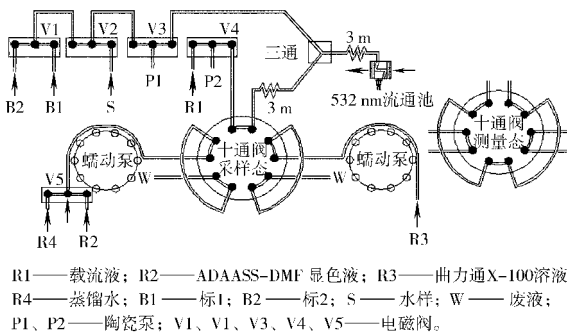 V1 V2 V3 V4
三通
3 m
B2 B1 S P1 R1 P2
3 m
532 nm流通池
蠕动泵
十通阀
采样态
蠕动泵
十通阀
测量态
W W
V5
R4 R2 R3
R1——载流液；R2——ADAASS-DMF 显色液；R3——曲力通X-100溶液
R4——蒸馏水；B1——标1；B2——标2；S——水样；W——废液；
P1、P2——陶瓷泵；V1、V1、V3、V4、V5——电磁阀。